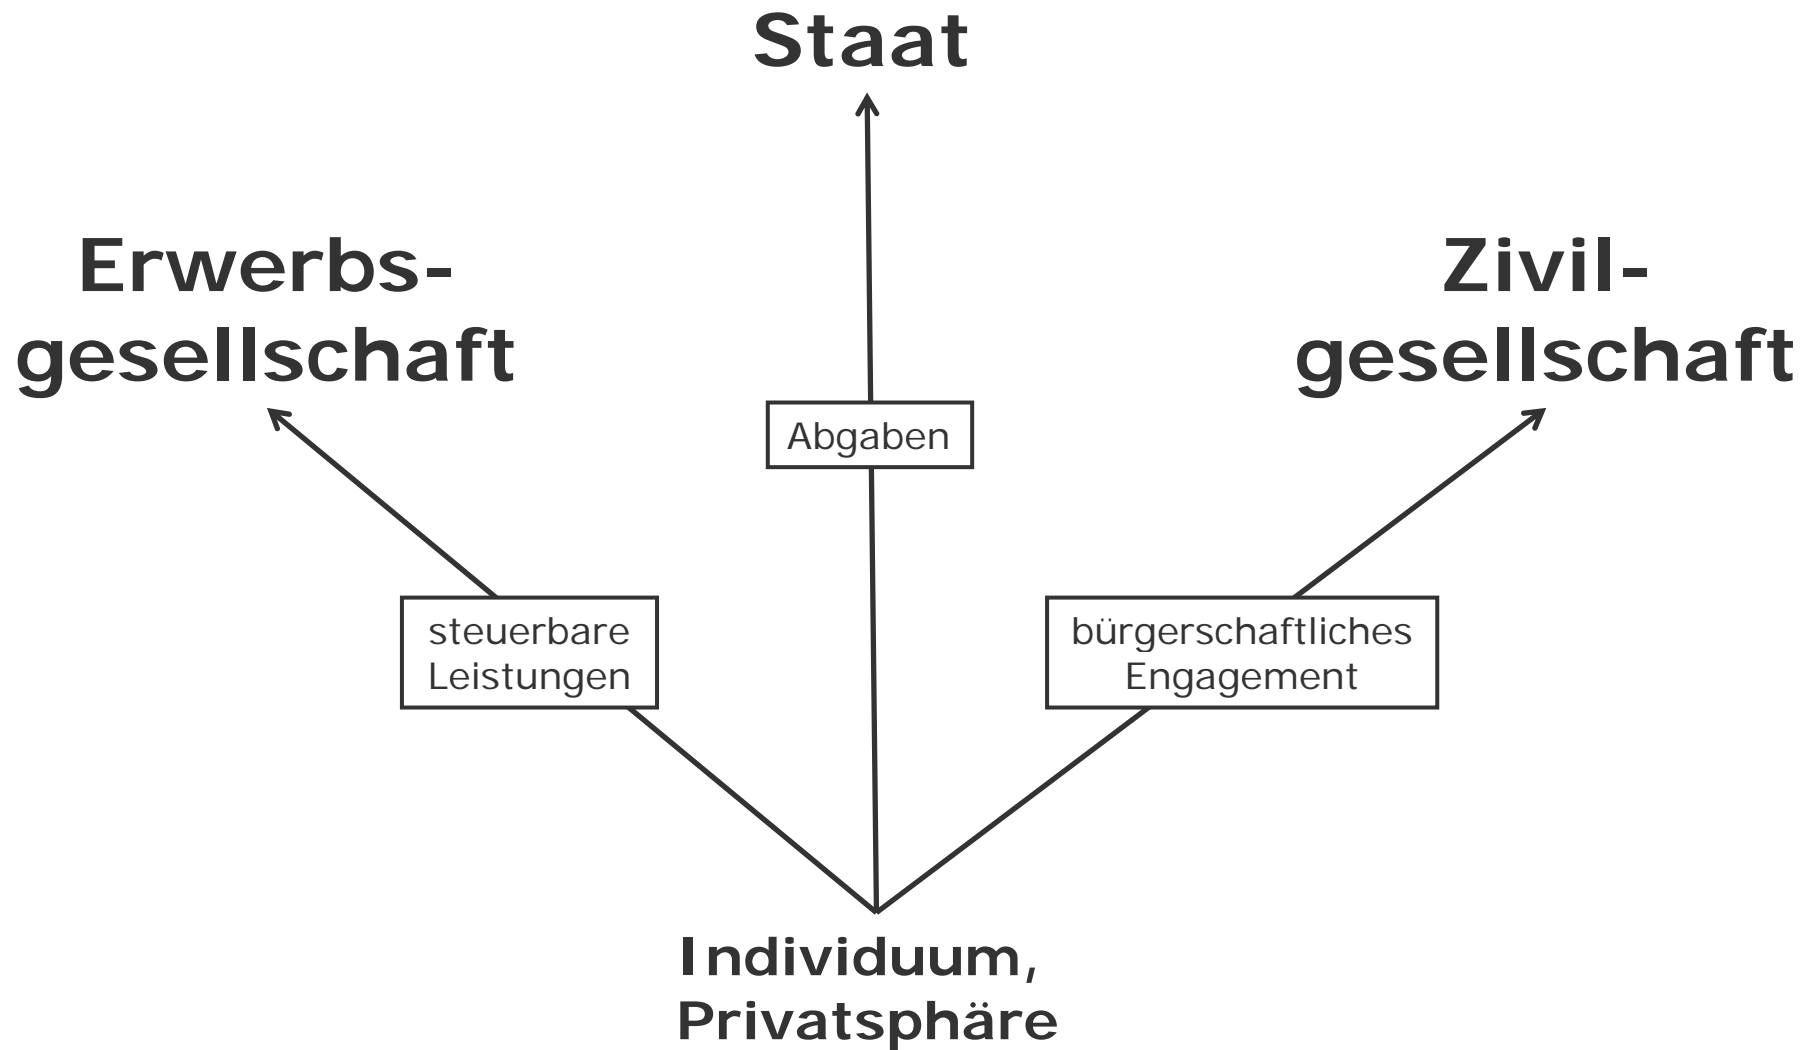 Staat
Erwerbs-
gesellschaft
Zivil-
gesellschaft
Abgaben
steuerbare
Leistungen
bürgerschaftliches
Engagement
Individuum,
Privatsphäre